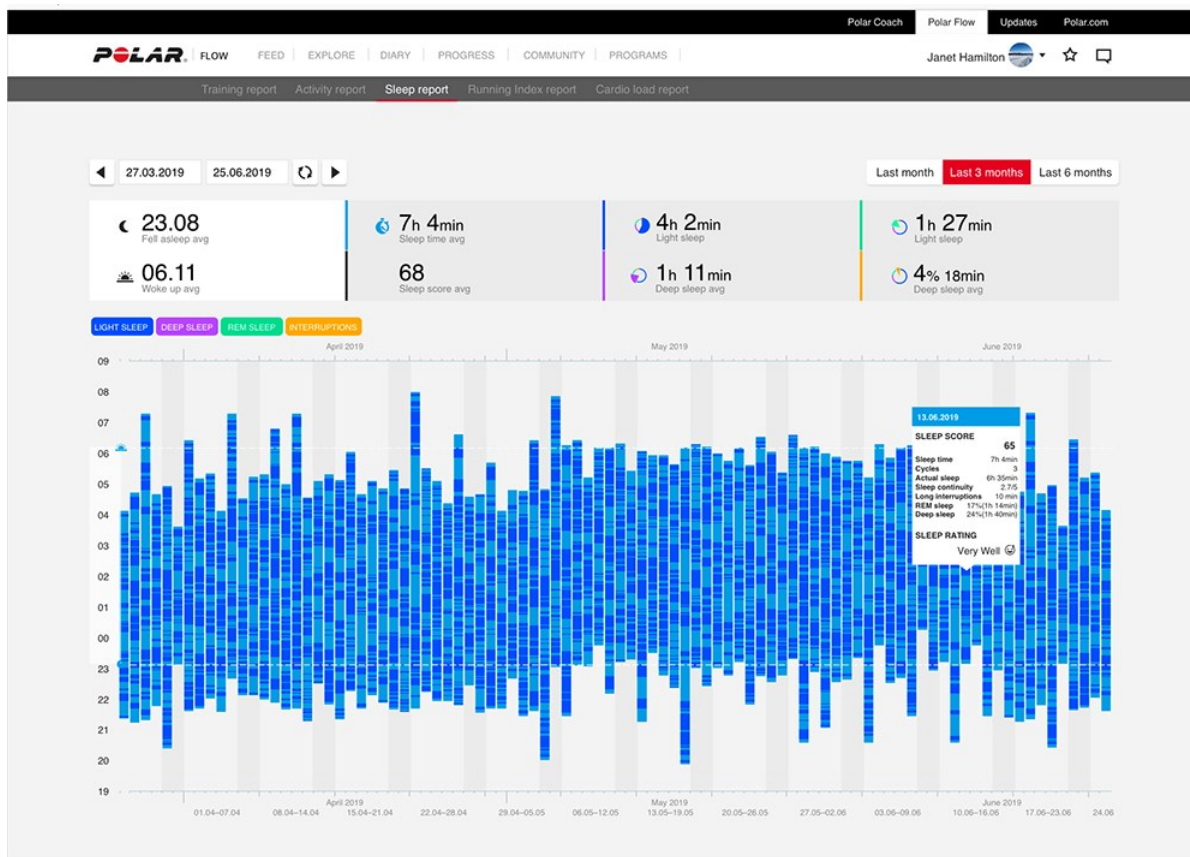 Polar Coach Polar Flow Updates Polar.com
POLAR. FLOW FEED EXPLORE DIARY PROGRESS COMMUNITY PROGRAMS Janet Hamilton
Training report Activity report Sleep report Running Index report Cardio load report
27.03.2019 25.06.2019 Last month Last 3 months Last 6 months
23.08
Fell asleep avg
06.11
Woke up avg
7h 4min
Sleep time avg
68
Sleep score avg
4h 2min
Light sleep
1h 11min
Deep sleep avg
1h 27min
Light sleep
4% 18min
Deep sleep avg
LIGHT SLEEP DEEP SLEEP REM SLEEP INTERRUPTIONS
April 2019 May 2019 June 2019
09
08
07
06
05
04
03
02
01
00
23
22
21
20
19
13.06.2019
SLEEP SCORE
65
Sleep time 7h 4min
Cycles 3
Actual sleep 6h 35min
Sleep continuity 2.7/5
Long interruptions 10 min
REM sleep 17%(1h 14min)
Deep sleep 24%(1h 40min)
SLEEP RATING
Very Well
April 2019 May 2019 June 2019
01.04–07.04 08.04–14.04 15.04–21.04 22.04–28.04 29.04–05.05 06.05–12.05 13.05–19.05 20.05–26.05 27.05–02.06 03.06–09.06 10.06–16.06 17.06–23.06 24.06